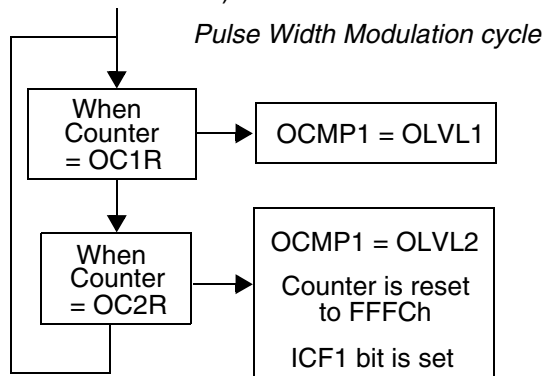 Pulse Width Modulation cycle
When
Counter
= OC1R
OCMP1 = OLVL1
When
Counter
= OC2R
OCMP1 = OLVL2
Counter is reset
to FFFCh
ICF1 bit is set